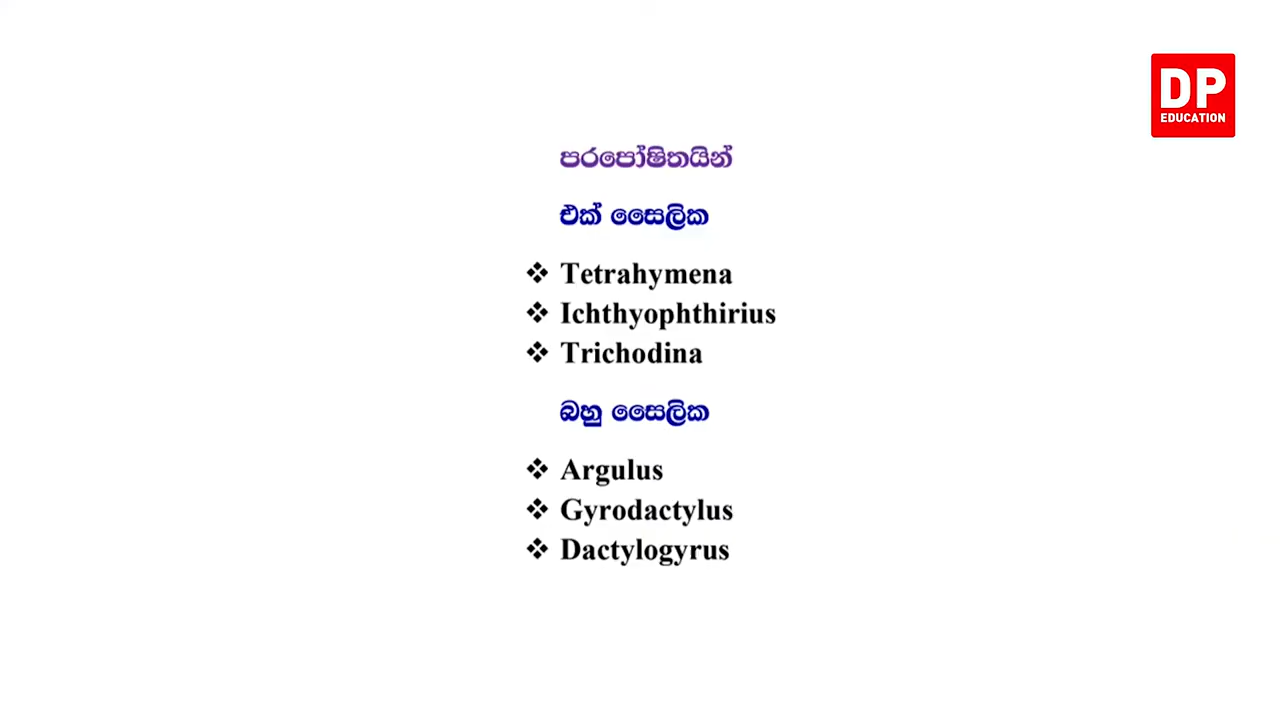 DP
EDUCATION
පරපෝෂිතයින්
ඒක් සෛලික
❖ Tetrahymena
❖ Ichthyophthirius
❖ Trichodina
බහු සෛලික
❖ Argulus
❖ Gyrodactylus
❖ Dactylogyrus